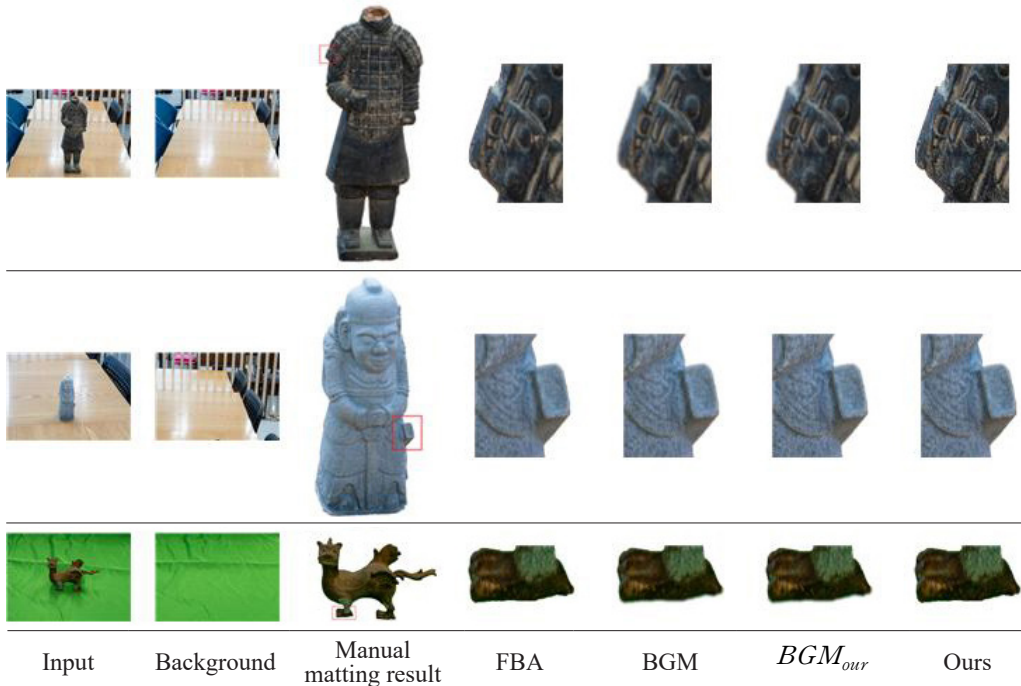 Input
Background
Manual
matting result
FBA
BGM
BGM_our
Ours